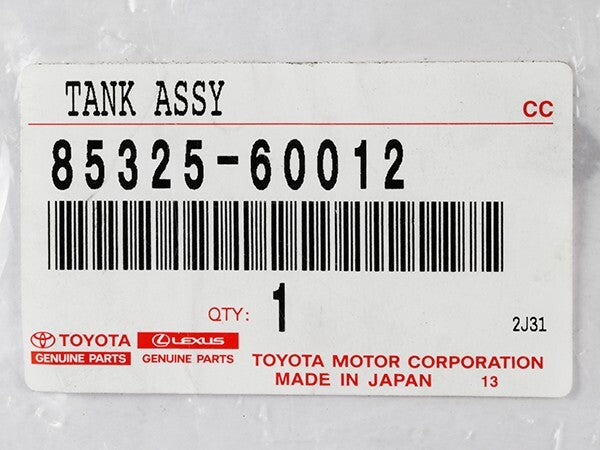 TANK ASSY
CC
85325-60012
QTY: 1
2J31
TOYOTA LEXUS
GENUINE PARTS GENUINE PARTS
TOYOTA MOTOR CORPORATION
MADE IN JAPAN 13